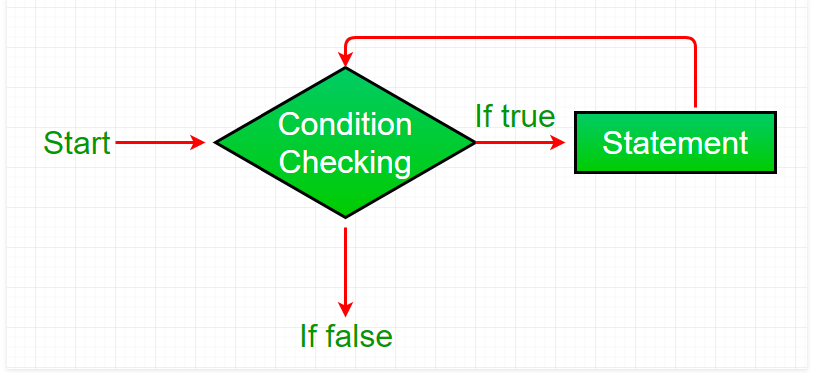 Start
Condition
Checking
If true
Statement
If false